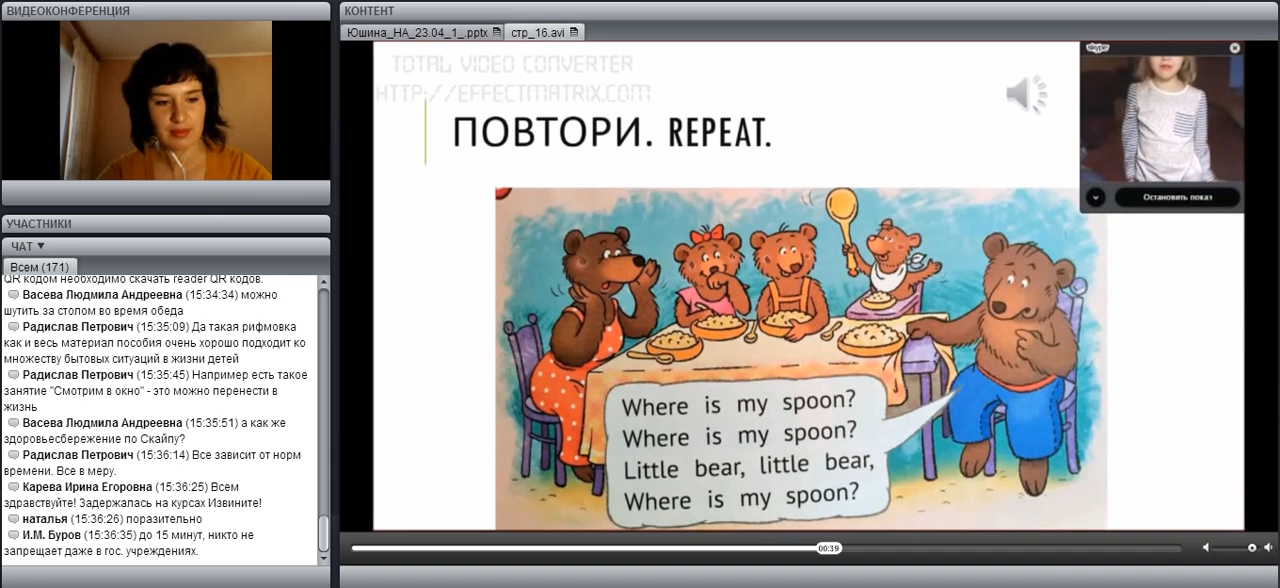 ВИДЕОКОНФЕРЕНЦИЯ
УЧАСТНИКИ
ЧАТ
Всем (171)
QR кодом необходимо скачать reader QR кодов.
Васева Людмила Андреевна (15:34:34) можно
шутить за столом во время обеда
Радислав Петрович (15:35:09) Да такая рифмовка
как и весь материал пособия очень хорошо подходит ко
множеству бытовых ситуаций в жизни детей
Радислав Петрович (15:35:45) Например есть такое
занятие "Смотрим в окно" - это можно перенести в
жизнь
Васева Людмила Андреевна (15:35:51) а как же
здоровьесбережение по Скайпу?
Радислав Петрович (15:36:14) Все зависит от норм
времени. Все в меру.
Карева Ирина Егоровна (15:36:25) Всем
здравствуйте! Задержалась на курсах Извините!
наталья (15:36:26) поразительно
И.М. Буров (15:36:35) до 15 минут, никто не
запрещает даже в гос. учреждениях.
КОНТЕНТ
Юшина_НА_23.04_1_.pptx
стр_16.avi
TOTAL VIDEO CONVERTER
HTTP://EFFECTMATRIX.COM
ПОВТОРИ. REPEAT.
skype
Остановить показ
Where is my spoon?
Where is my spoon?
Little bear, little bear,
Where is my spoon?
00:39